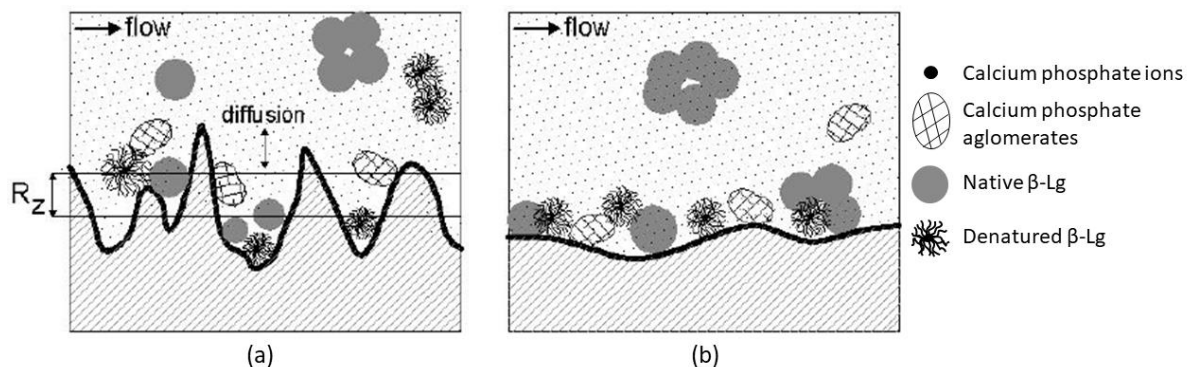 flow
diffusion
Rz
(a)
flow
(b)
Calcium phosphate ions
Calcium phosphate
aglomerates
Native β-Lg
Denatured β-Lg